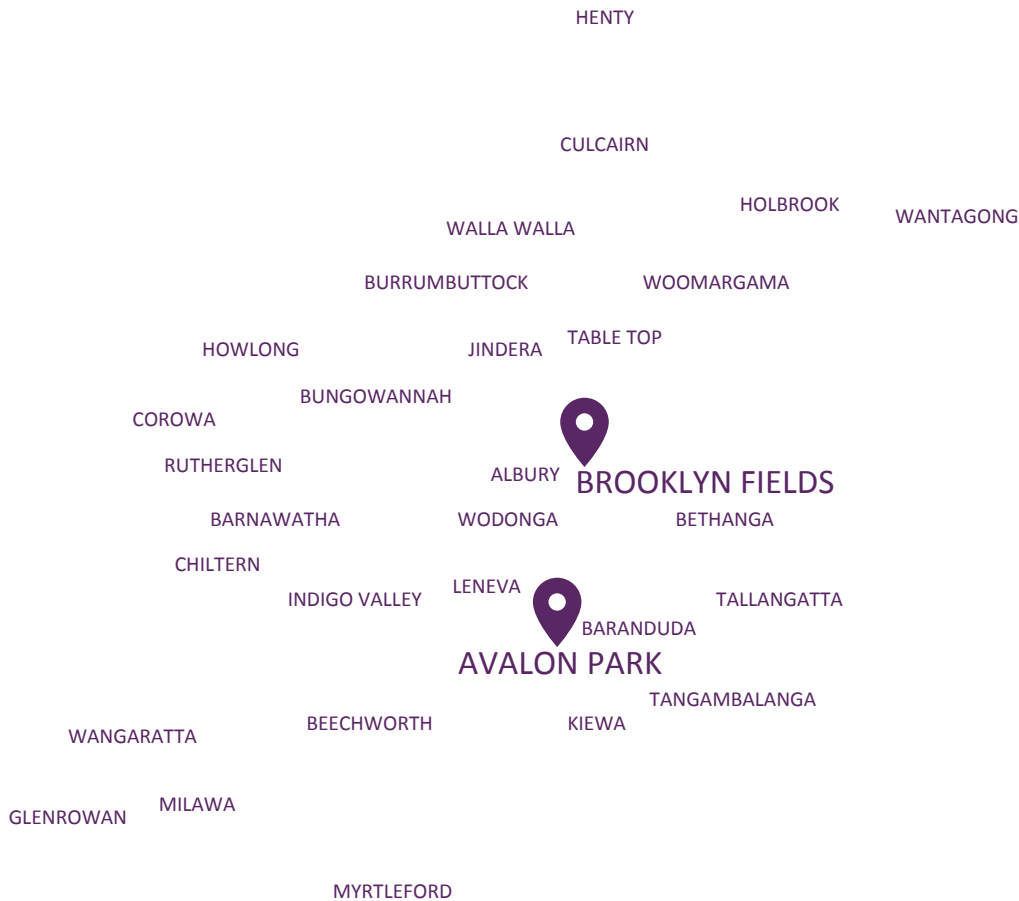 HENTY
CULCAIRN
HOLBROOK
WANTAGONG
WALLA WALLA
BURRUMBUTTOCK
WOOMARGAMA
TABLE TOP
HOWLONG
JINDERA
BUNGOWANNAH
COROWA
RUTHERGLEN
ALBURY
BROOKLYN FIELDS
BARNAWATHA
WODONGA
BETHANGA
CHILTERN
LENEVA
INDIGO VALLEY
TALLANGATTA
BARANDUDA
AVALON PARK
TANGAMBALANGA
BEECHWORTH
KIEWA
WANGARATTA
MILAWA
GLENROWAN
MYRTLEFORD